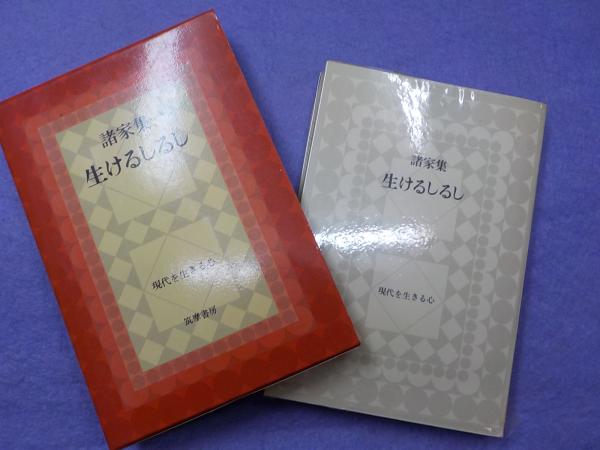 諸家集
生けるしるし
現代を生きる心
筑摩書房
諸家集
生けるしるし
現代を生きる心